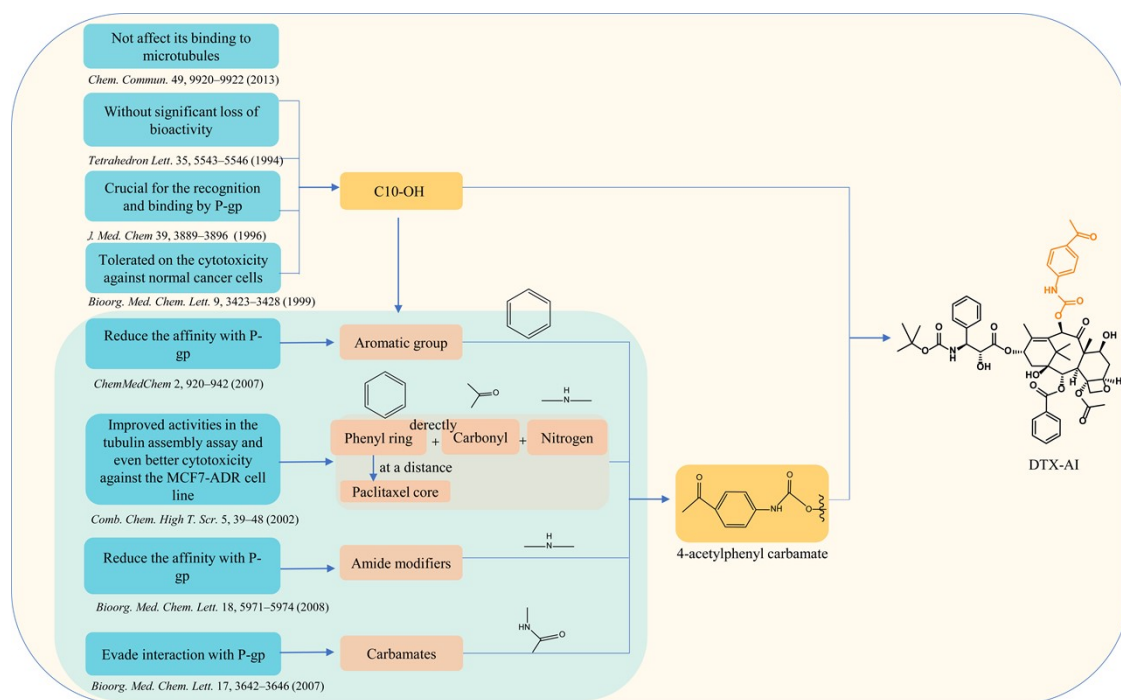 Not affect its binding to
microtubules
Chem. Commun. 49, 9920–9922 (2013)
Without significant loss of
bioactivity
Tetrahedron Lett. 35, 5543–5546 (1994)
Crucial for the recognition
and binding by P-gp
J. Med. Chem 39, 3889–3896 (1996)
Tolerated on the cytotoxicity
against normal cancer cells
Bioorg. Med. Chem. Lett. 9, 3423–3428 (1999)
C10-OH
Reduce the affinity with P-
gp
ChemMedChem 2, 920–942 (2007)
Aromatic group
Improved activities in the
tubulin assembly assay and
even better cytotoxicity
against the MCF7-ADR cell
line
Comb. Chem. High T. Scr. 5, 39–48 (2002)
O
H
N
derectly
Phenyl ring + Carbonyl + Nitrogen
at a distance
Paclitaxel core
Reduce the affinity with P-
gp
Bioorg. Med. Chem. Lett. 18, 5971–5974 (2008)
Amide modifiers
H
N
Evade interaction with P-gp
Bioorg. Med. Chem. Lett. 17, 3642–3646 (2007)
Carbamates
HN O
O O
NH O
4-acetylphenyl carbamate
O
HN O
O O OH
O O
O NH O
OH
HO H O
O O O
O
DTX-AI